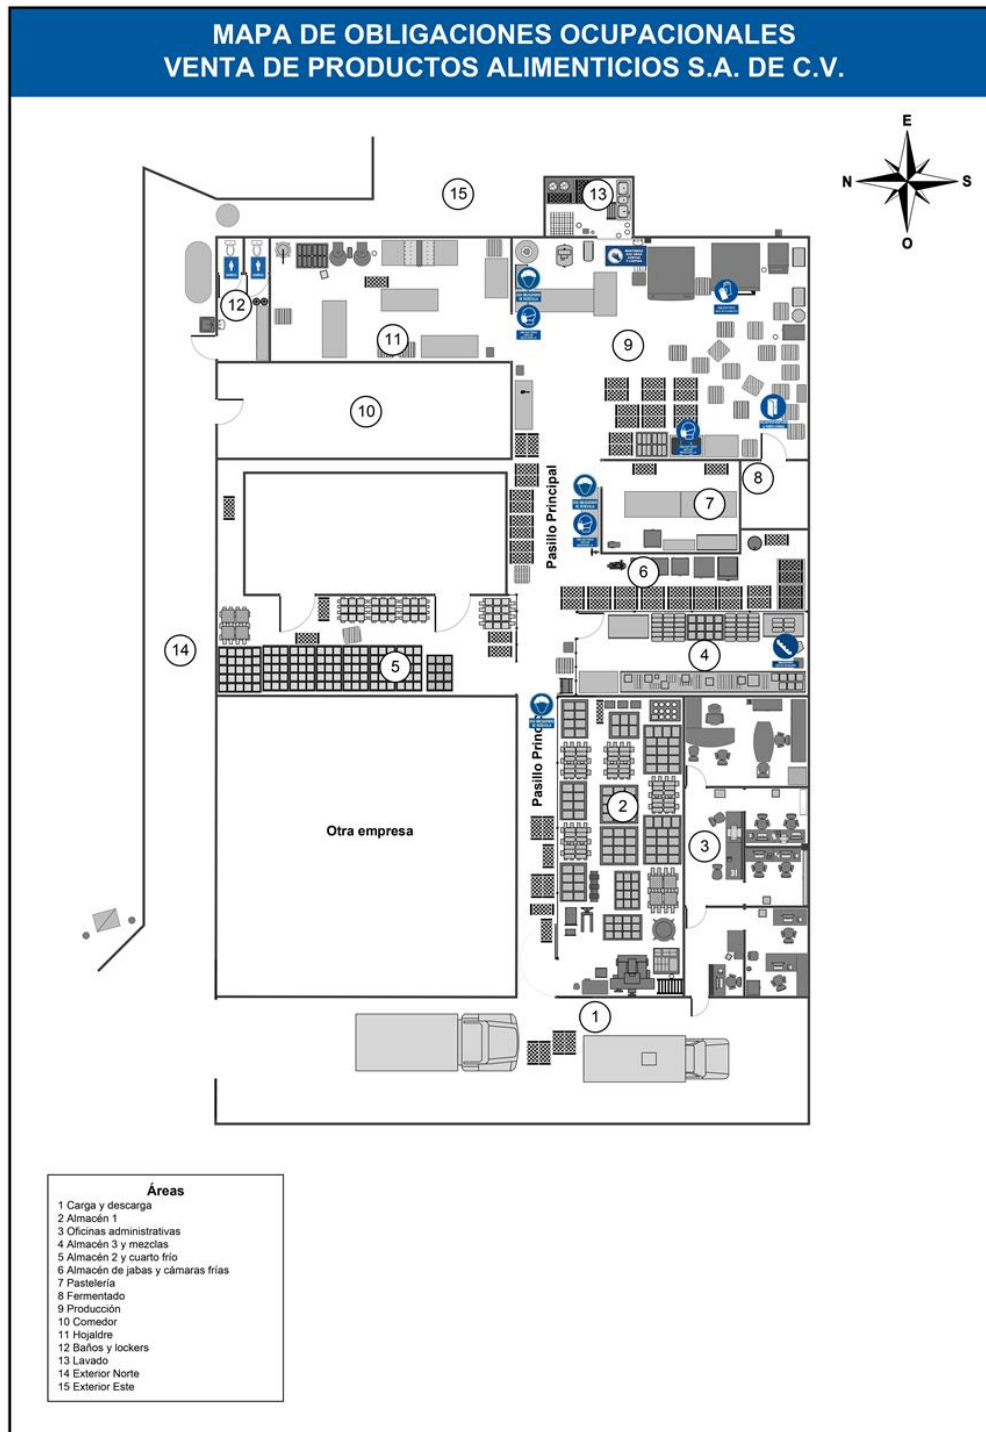 MAPA DE OBLIGACIONES OCUPACIONALES
VENTA DE PRODUCTOS ALIMENTICIOS S.A. DE C.V.
E
N
S
O
15
13
12
11
9
10
8
7
Pasillo Principal
6
14
5
4
Pasillo Princ
2
Otra empresa
3
1
Áreas
1 Carga y descarga
2 Almacén 1
3 Oficinas administrativas
4 Almacén 3 y mezclas
5 Almacén 2 y cuarto frío
6 Almacén de jabas y cámaras frías
7 Pastelería
8 Fermentado
9 Producción
10 Comedor
11 Hojaldre
12 Baños y lockers
13 Lavado
14 Exterior Norte
15 Exterior Este